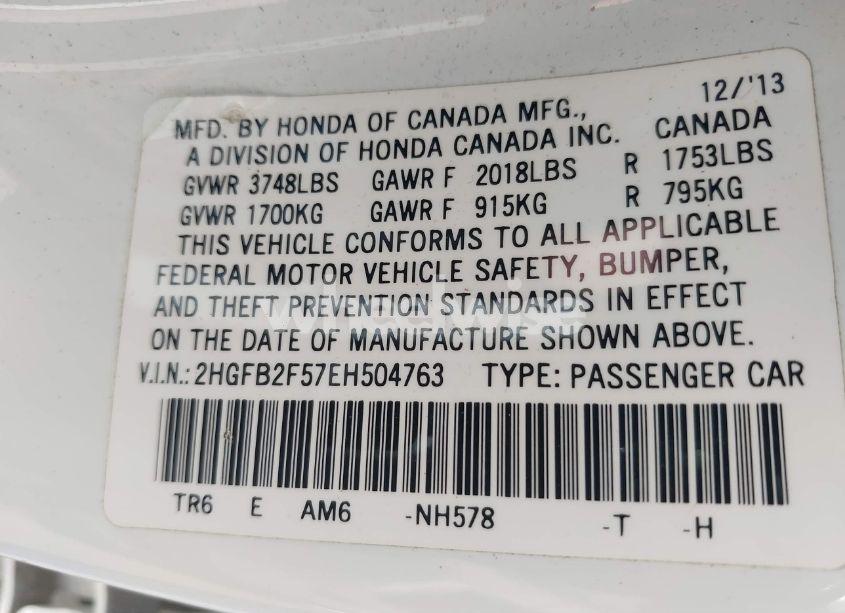 12/'13
MFD. BY HONDA OF CANADA MFG., CANADA
A DIVISION OF HONDA CANADA INC.
GVWR 3748LBS GAWR F 2018LBS R 1753LBS
GVWR 1700KG GAWR F 915KG R 795KG
THIS VEHICLE CONFORMS TO ALL APPLICABLE
FEDERAL MOTOR VEHICLE SAFETY, BUMPER,
AND THEFT PREVENTION STANDARDS IN EFFECT
ON THE DATE OF MANUFACTURE SHOWN ABOVE.
V.I.N.: 2HGFB2F57EH504763 TYPE: PASSENGER CAR
TR6 E AM6 -NH578 -T -H